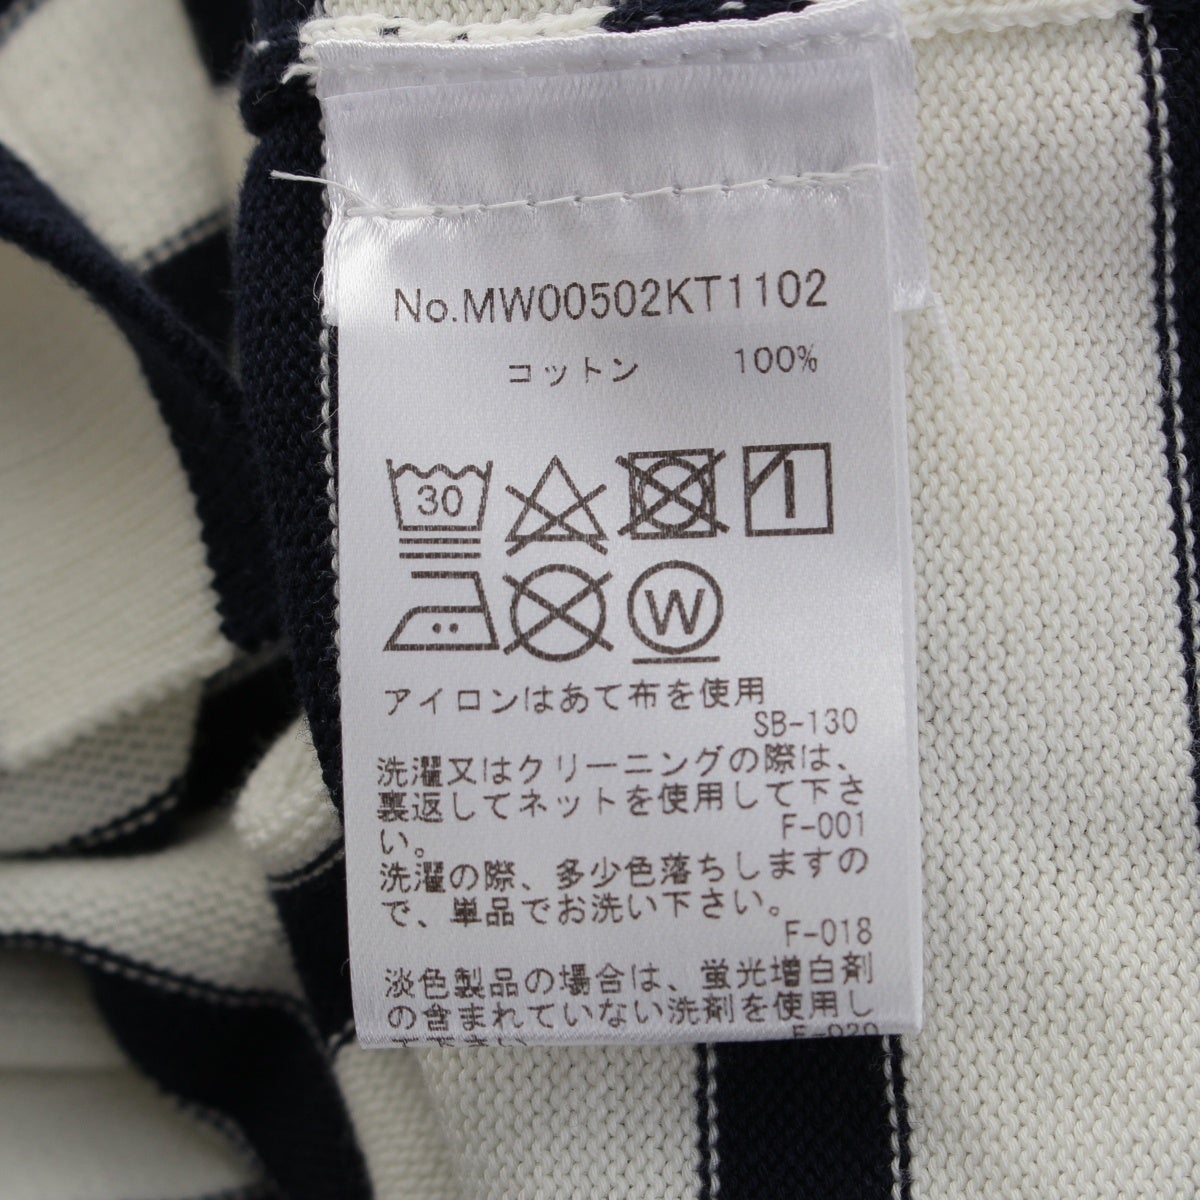 No.MW00502KT1102
コットン 100%
30
W
アイロンはあて布を使用
SB-130
洗濯又はクリーニングの際は、
裏返してネットを使用して下さ
い。
F-001
洗濯の際、多少色落ちしますの
で、単品でお洗い下さい。
F-018
淡色製品の場合は、蛍光増白剤
の含まれていない洗剤を使用し
て下さい。
F-020